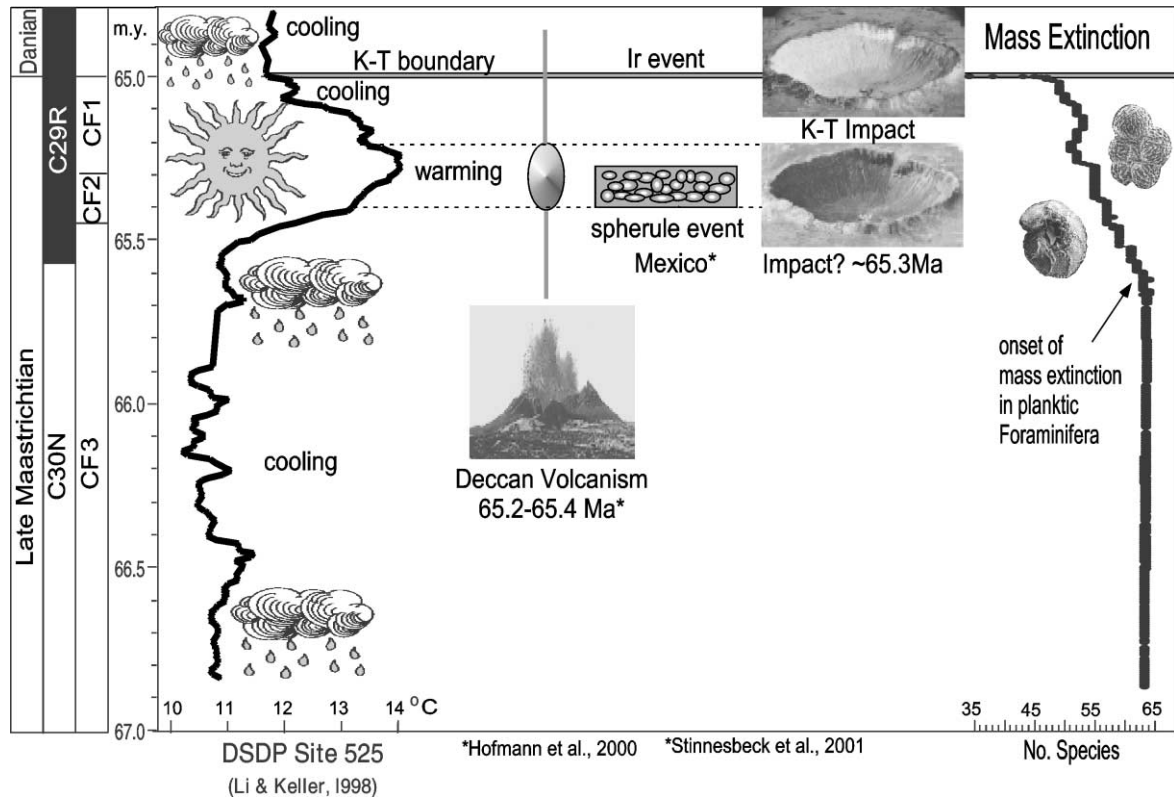 m.y.
Danian
Late Maastrichtian
C29R
C30N
CF1
CF2
CF3
65.0
65.5
66.0
66.5
67.0
cooling
K-T boundary
Ir event
Mass Extinction
cooling
K-T Impact
warming
spherule event
Mexico*
Impact? ~65.3Ma
onset of
mass extinction
in planktic
Foraminifera
cooling
Deccan Volcanism
65.2-65.4 Ma*
10 11 12 13 14 °C
35 45 55 65
DSDP Site 525
(Li & Keller, l998)
*Hofmann et al., 2000 *Stinnesbeck et al., 2001
No. Species